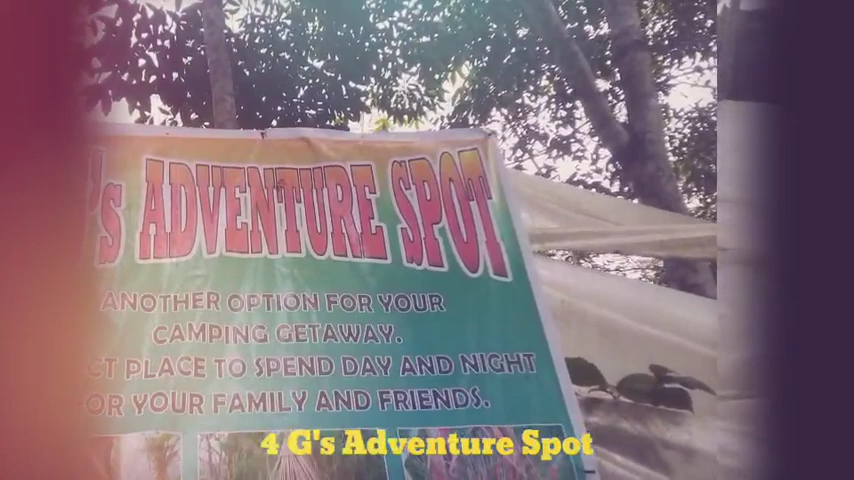 's ADVENTURE SPOT
ANOTHER OPTION FOR YOUR
CAMPING GETAWAY.
CT PLACE TO SPEND DAY AND NIGHT
OR YOUR FAMILY AND FRIENDS.
4 G's Adventure Spot